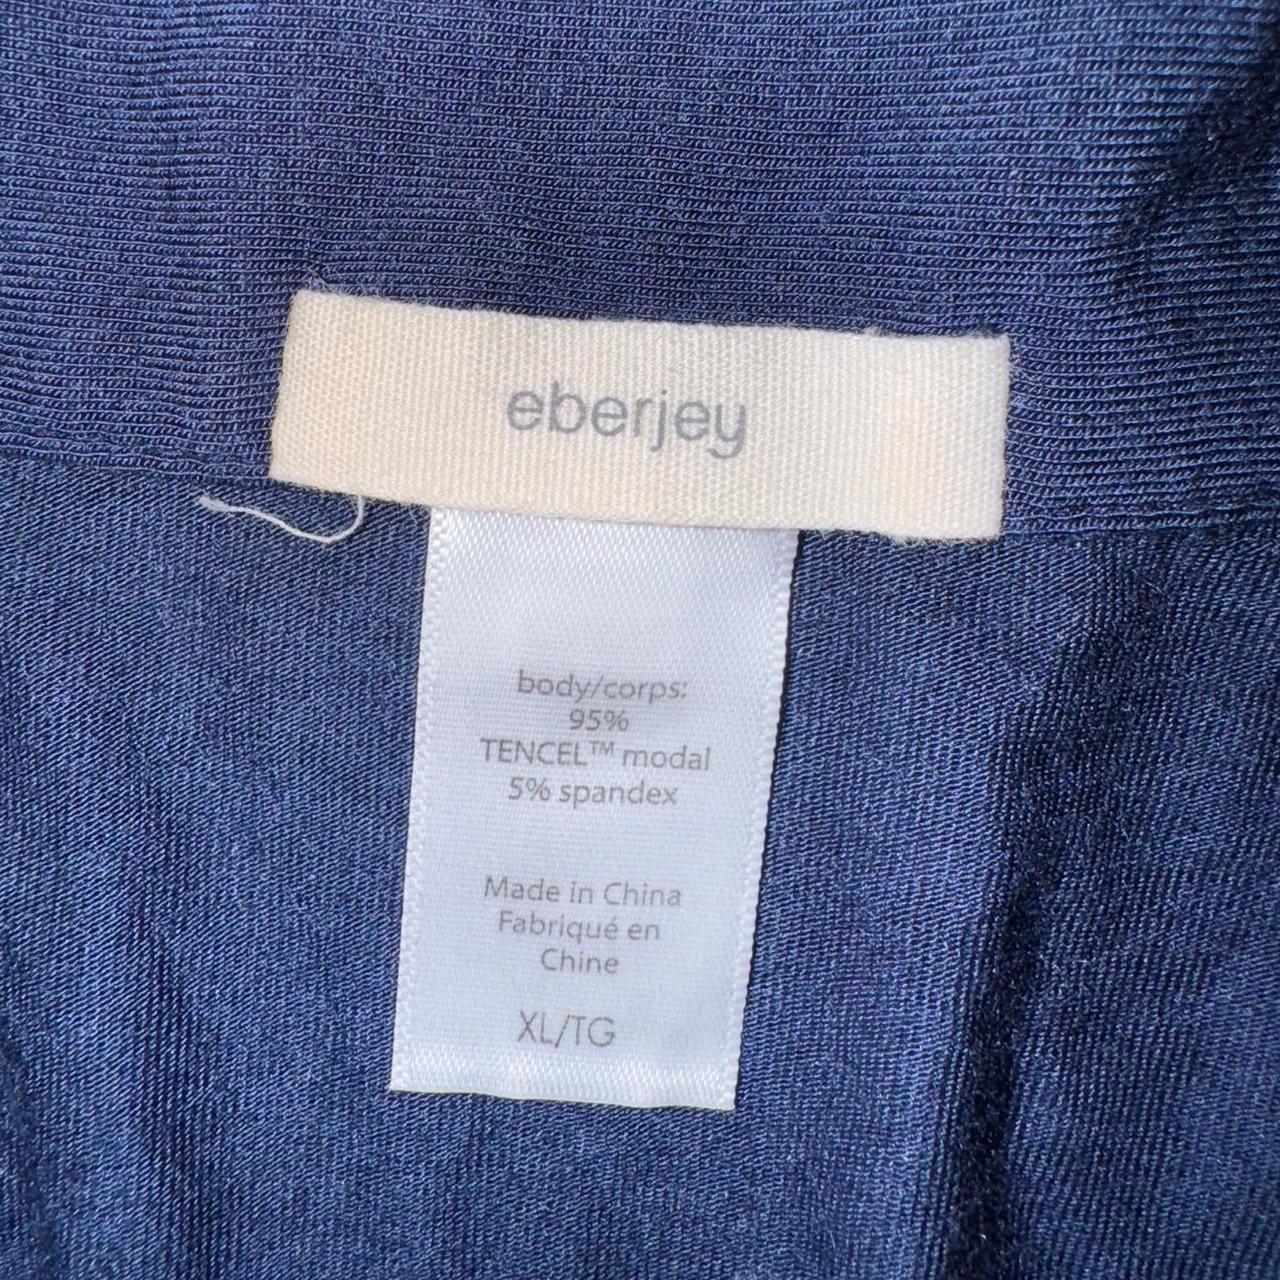 eberjey
body/corps:
95%
TENCEL™ modal
5% spandex
Made in China
Fabriqué en
Chine
XL/TG